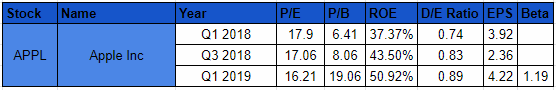 Stock Name Year P/E P/B ROE D/E Ratio EPS Beta
Q1 2018 17.9 6.41 37.37% 0.74 3.92
APPL Apple Inc Q3 2018 17.06 8.06 43.50% 0.83 2.36
Q1 2019 16.21 19.06 50.92% 0.89 4.22 1.19